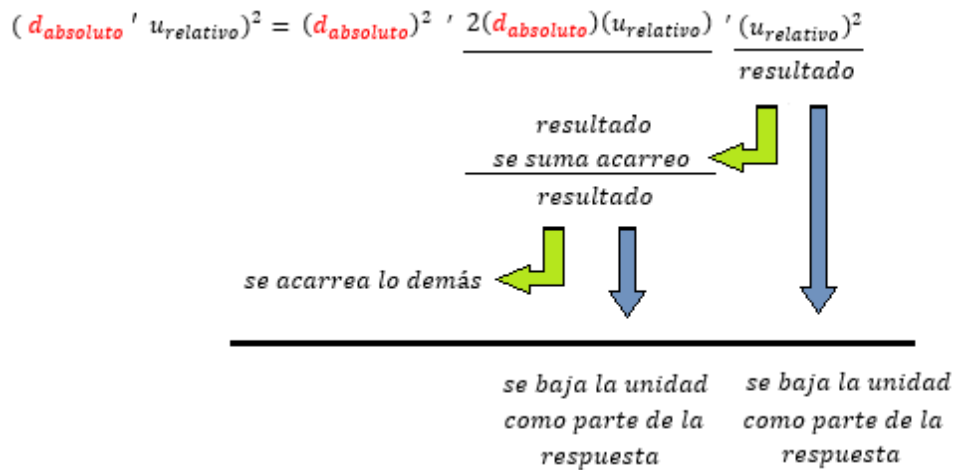 ( d_absoluto ′ u_relativo)² = (d_absoluto)² ′ 2(d_absoluto)(u_relativo) ′ (u_relativo)²
resultado
resultado
se suma acarreo
resultado
se acarrea lo demás
se baja la unidad se baja la unidad
como parte de la como parte de la
respuesta respuesta